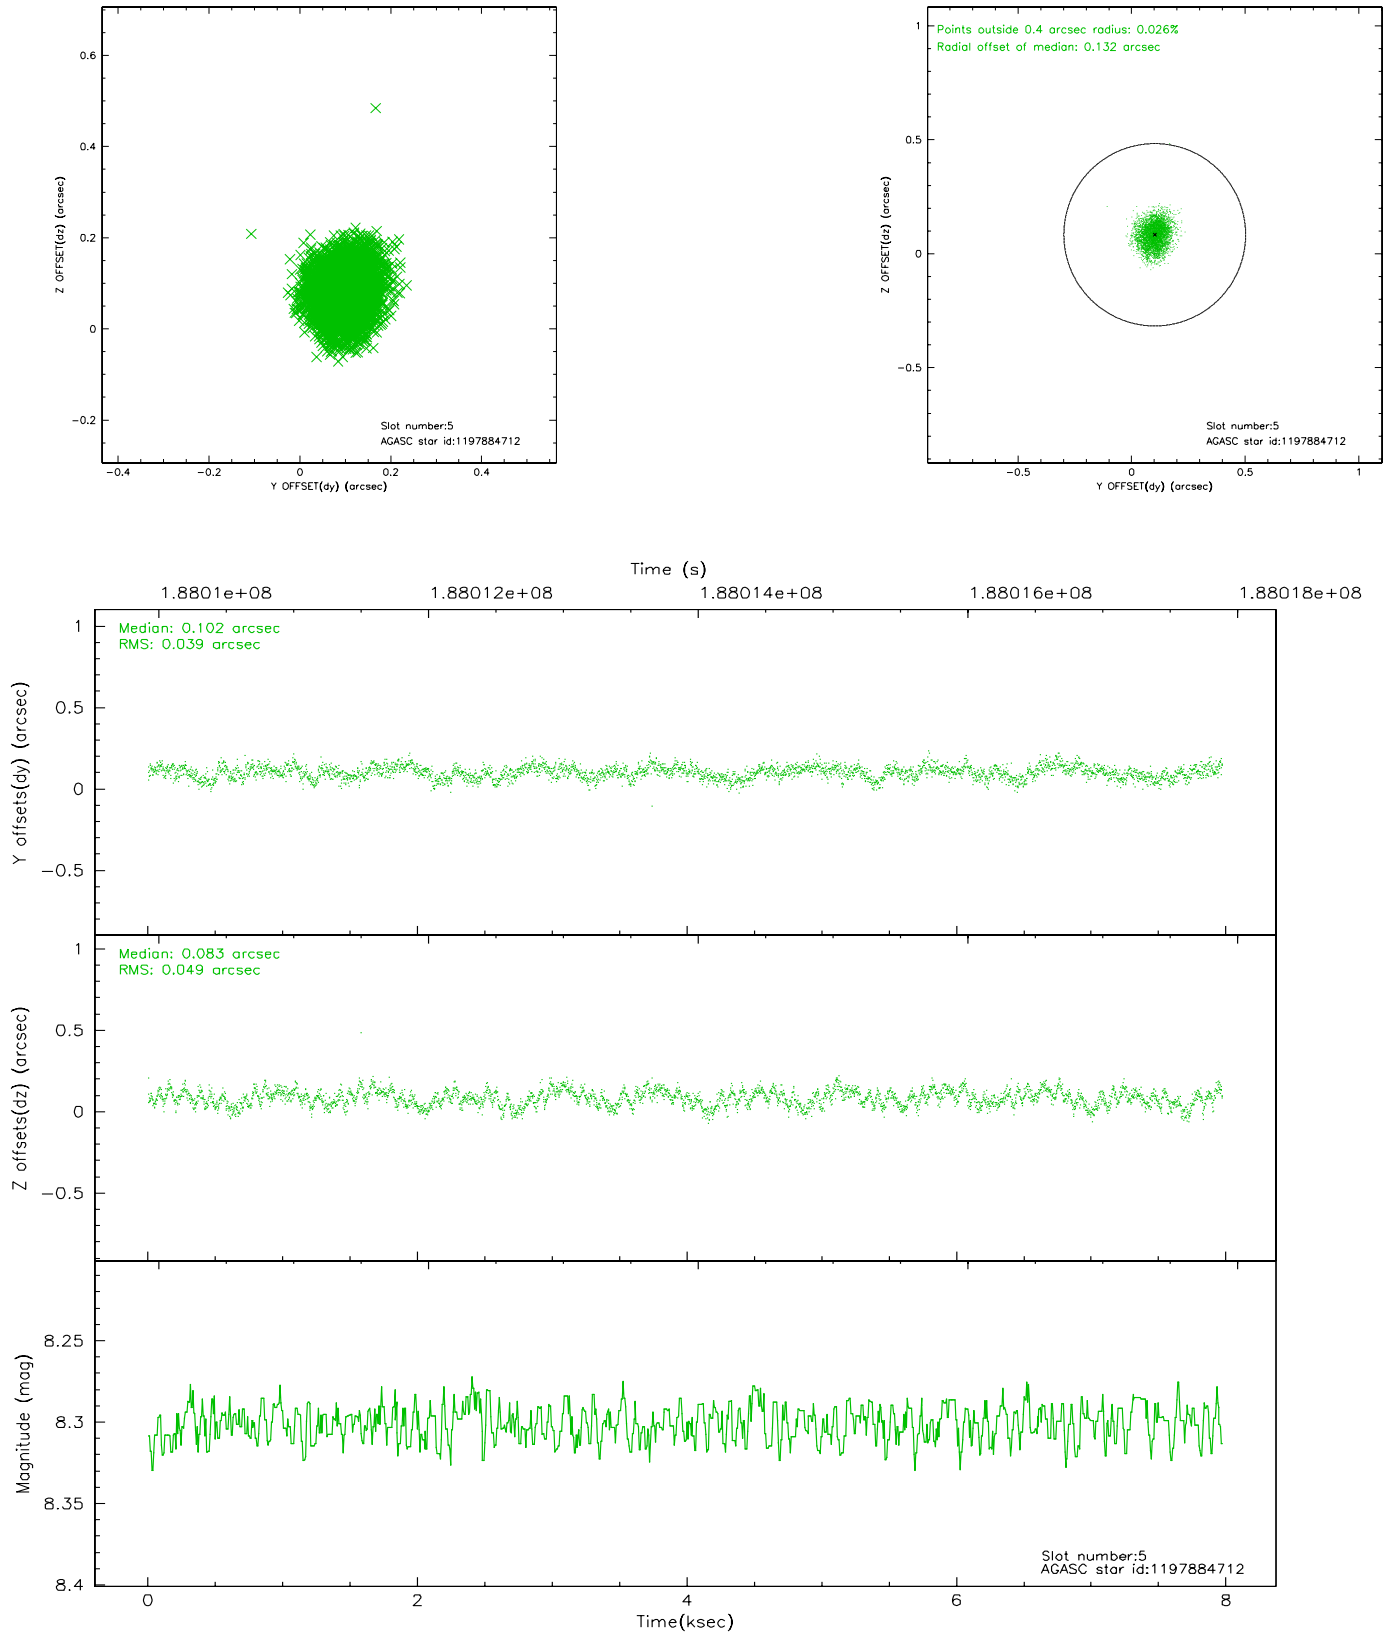 0.6
0.4
0.2
0
−0.2
Z OFFSET(dz) (arcsec)
Slot number:5
AGASC star id:1197884712
−0.4 −0.2 0 0.2 0.4
Y OFFSET(dy) (arcsec)
Points outside 0.4 arcsec radius: 0.026%
Radial offset of median: 0.132 arcsec
1
0.5
0
−0.5
Z OFFSET(dz) (arcsec)
Slot number:5
AGASC star id:1197884712
−0.5 0 0.5 1
Y OFFSET(dy) (arcsec)
Time (s)
1.8801e+08 1.88012e+08 1.88014e+08 1.88016e+08 1.88018e+08
Median: 0.102 arcsec
RMS: 0.039 arcsec
1
0.5
0
−0.5
Y offsets(dy) (arcsec)
Median: 0.083 arcsec
RMS: 0.049 arcsec
1
0.5
0
−0.5
Z offsets(dz) (arcsec)
8.25
8.3
8.35
8.4
Magnitude (mag)
Slot number:5
AGASC star id:1197884712
0 2 4 6 8
Time(ksec)